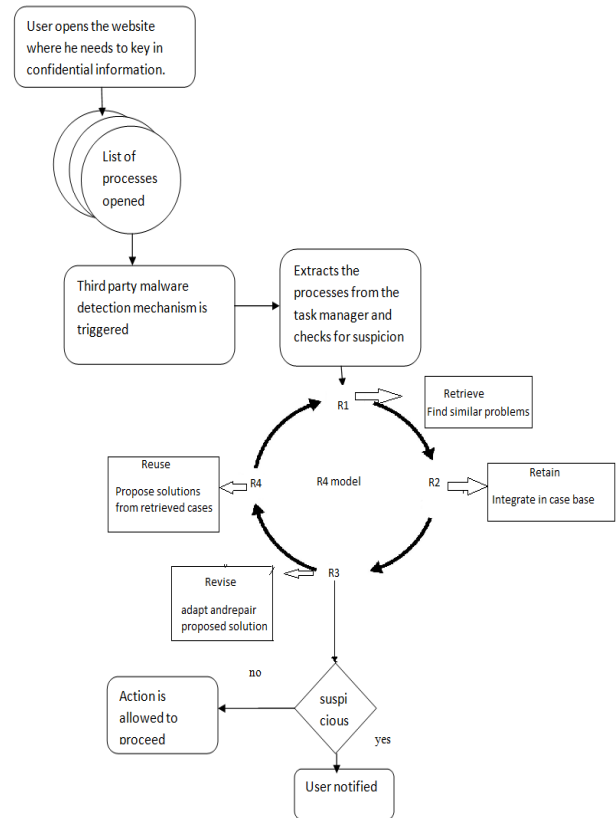 User opens the website
where he needs to key in
confidential information.
List of
processes
opened
Third party malware
detection mechanism is
triggered
Extracts the
processes from the
task manager and
checks for suspicion
R1
Retrieve
Find similar problems
Reuse
Propose solutions
from retrieved cases
R4
R4 model
R2
Retain
Integrate in case base
Revise
adapt andrepair
proposed solution
R3
no
suspi
cious
yes
Action is
allowed to
proceed
User notified